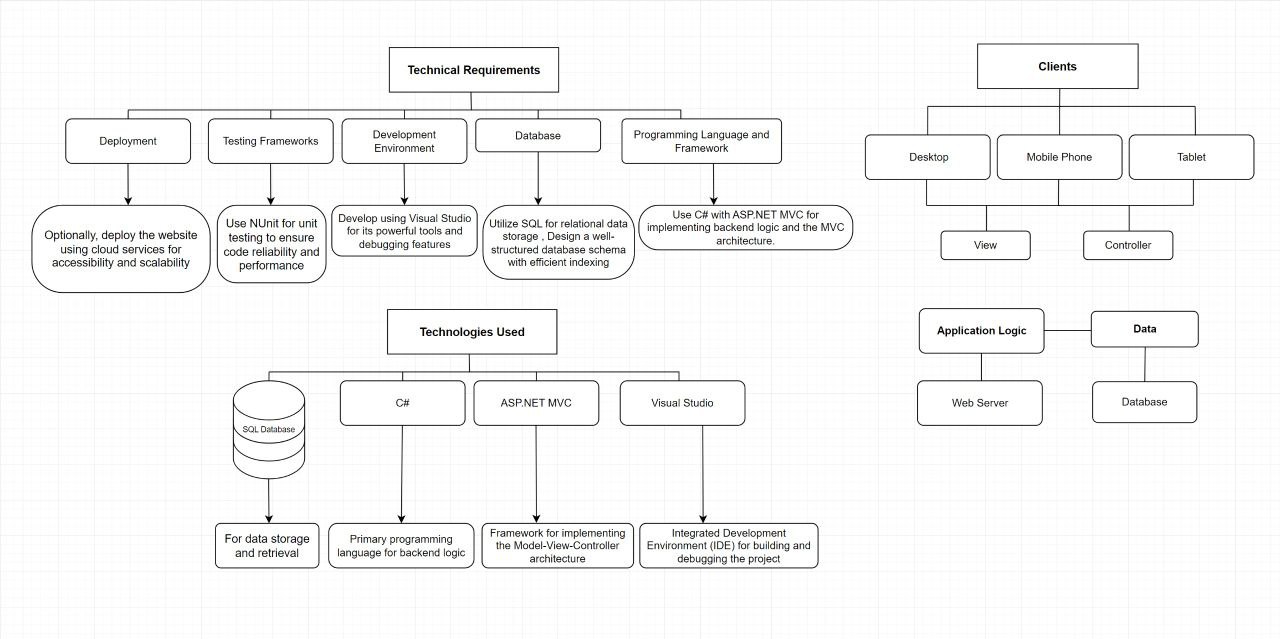 Technical Requirements
Deployment
Testing Frameworks
Development
Environment
Database
Programming Language and
Framework
Optionally, deploy the website
using cloud services for
accessibility and scalability
Use NUnit for unit
testing to ensure
code reliability and
performance
Develop using Visual Studio
for its powerful tools and
debugging features
Utilize SQL for relational data
storage , Design a well-
structured database schema
with efficient indexing
Use C# with ASP.NET MVC for
implementing backend logic and the MVC
architecture.
Clients
Desktop
Mobile Phone
Tablet
View
Controller
Application Logic
Data
Web Server
Database
Technologies Used
SQL Database
C#
ASP.NET MVC
Visual Studio
For data storage
and retrieval
Primary programming
language for backend logic
Framework for implementing
the Model-View-Controller
architecture
Integrated Development
Environment (IDE) for building and
debugging the project